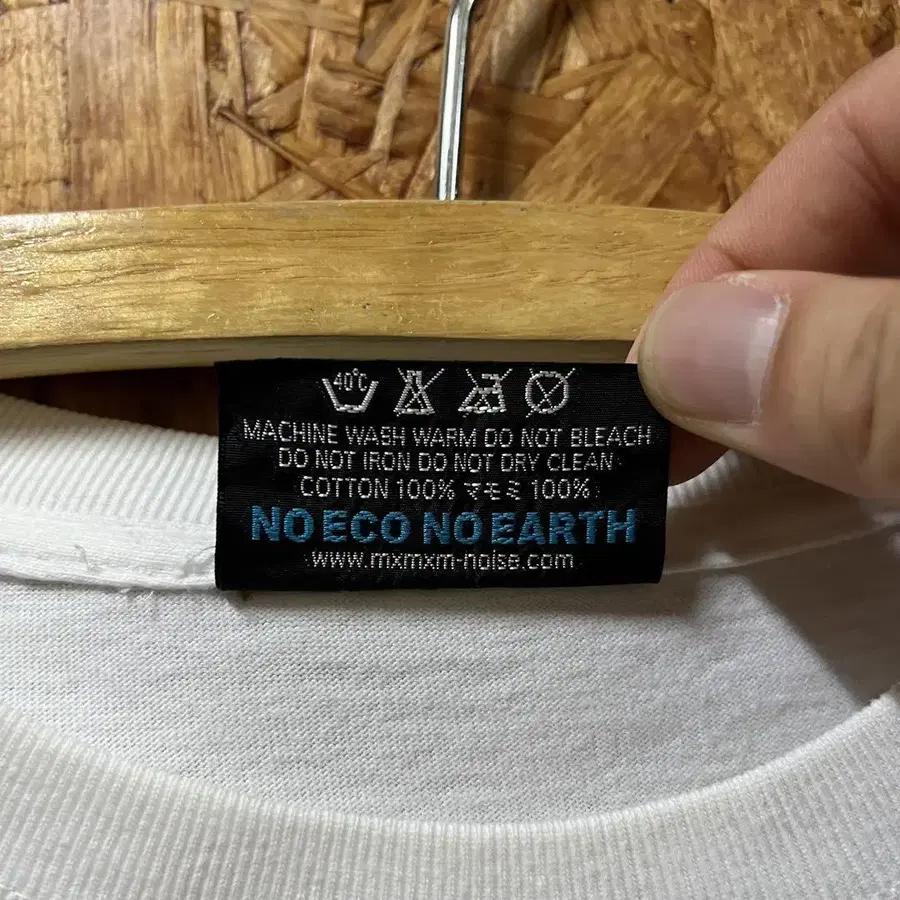 40℃
MACHINE WASH WARM DO NOT BLEACH
DO NOT IRON DO NOT DRY CLEAN
COTTON 100% マモミ 100%
NO ECO NO EARTH
www.mxmxm-noise.com